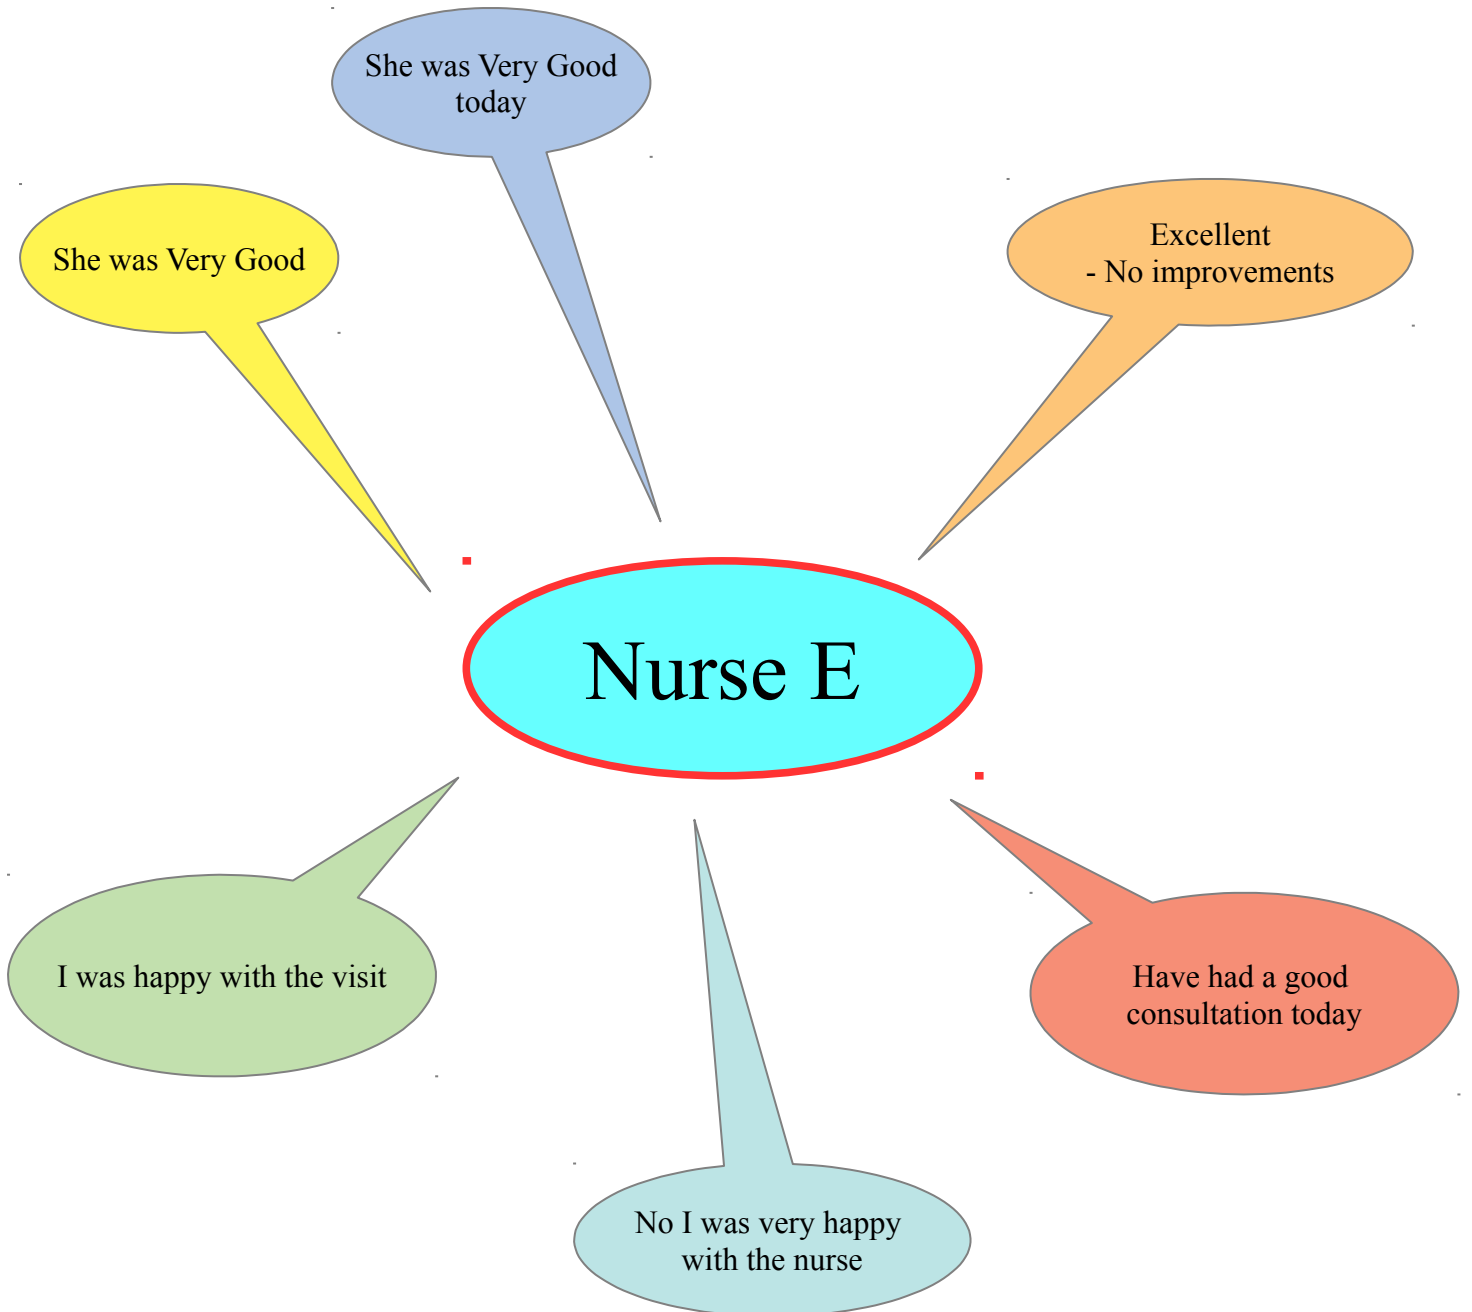 She was Very Good
today
She was Very Good
Excellent
- No improvements
Nurse E
I was happy with the visit
Have had a good
consultation today
No I was very happy
with the nurse